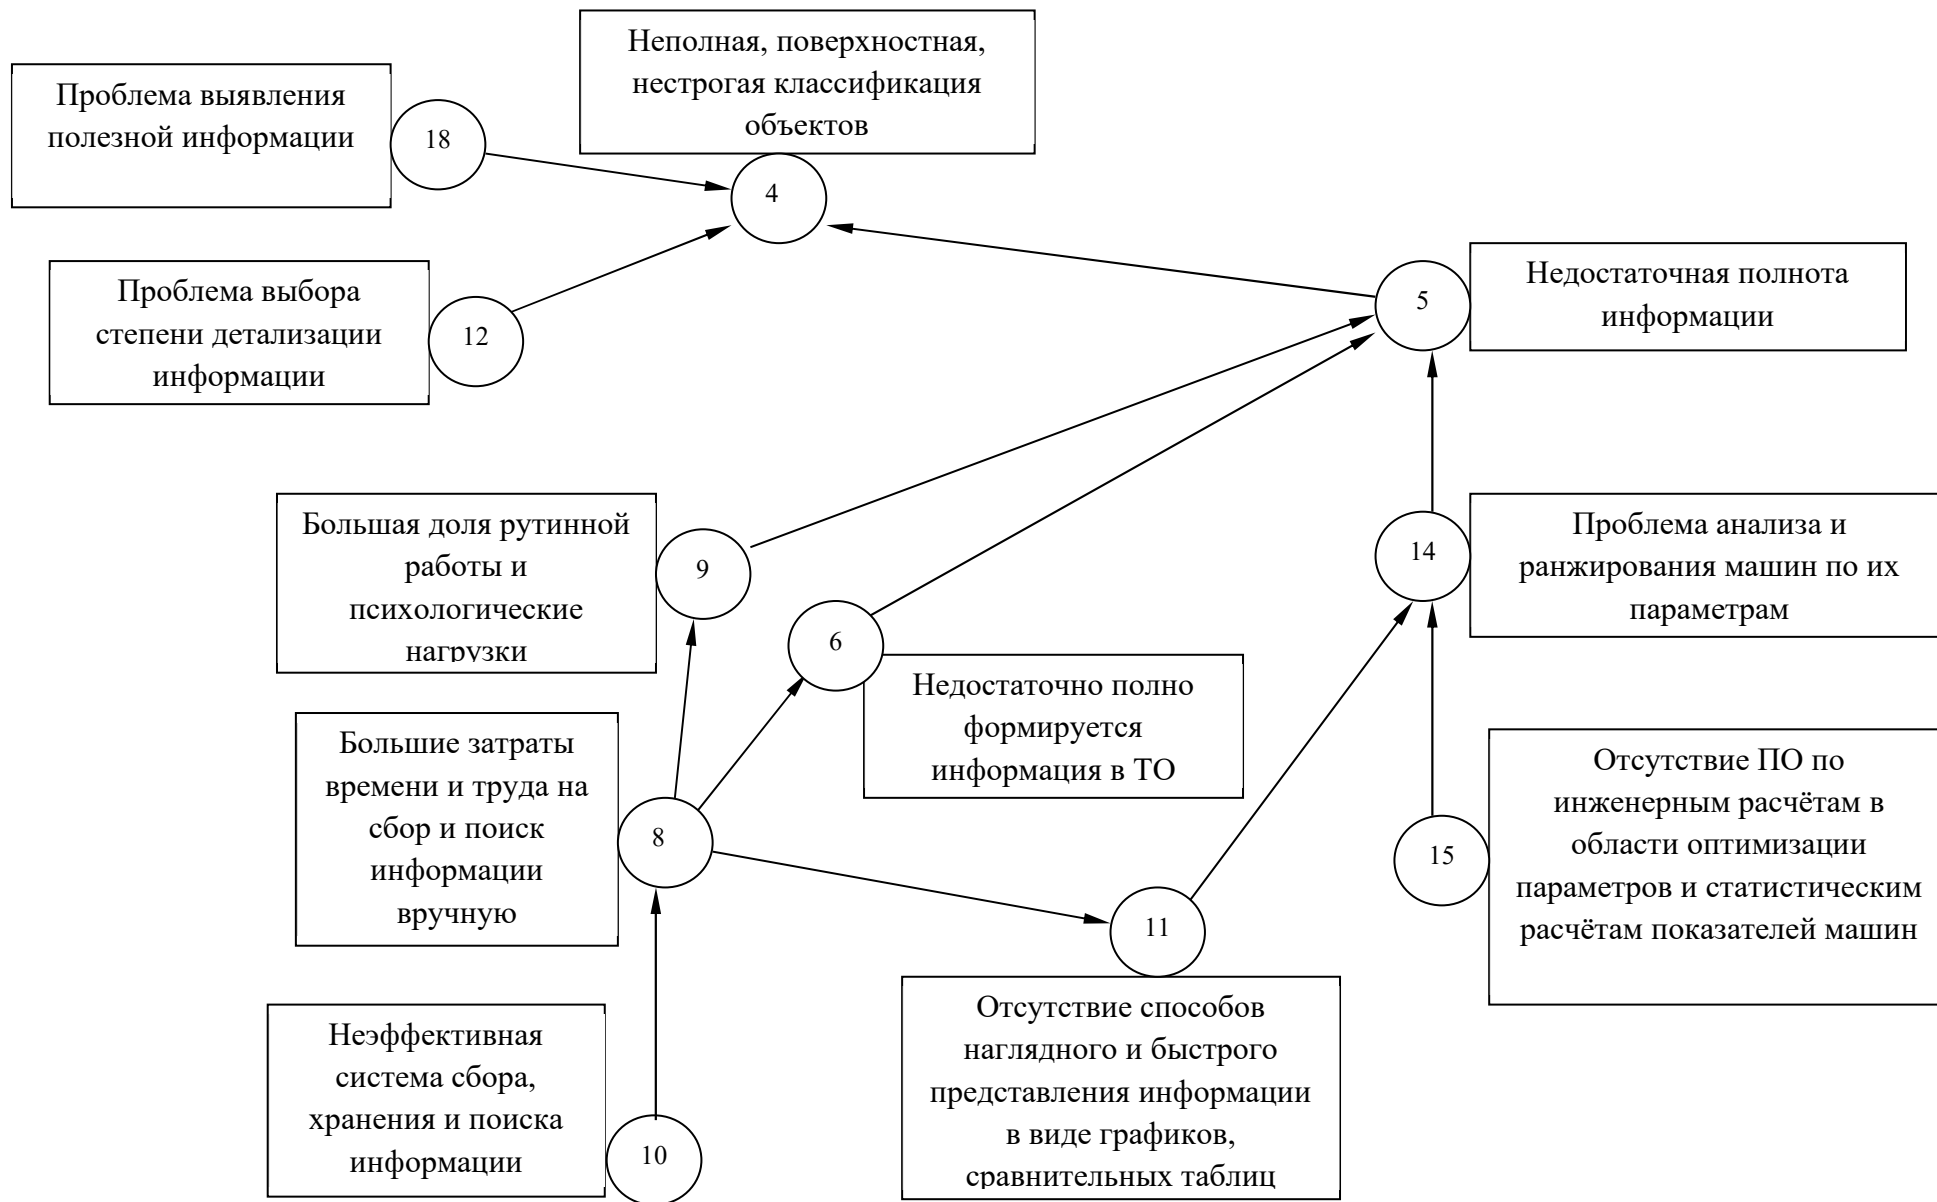 Неполная, поверхностная,
нестрогая классификация
объектов
Проблема выявления
полезной информации
18
4
Проблема выбора
степени детализации
информации
12
5
Недостаточная полнота
информации
Большая доля рутинной
работы и
психологические
нагрузки
9
6
Недостаточно полно
формируется
информация в ТО
14
Проблема анализа и
ранжирования машин по их
параметрам
Большие затраты
времени и труда на
сбор и поиск
информации
вручную
8
11
15
Отсутствие ПО по
инженерным расчётам в
области оптимизации
параметров и статистическим
расчётам показателей машин
Неэффективная
система сбора,
хранения и поиска
информации
10
Отсутствие способов
наглядного и быстрого
представления информации
в виде графиков,
сравнительных таблиц